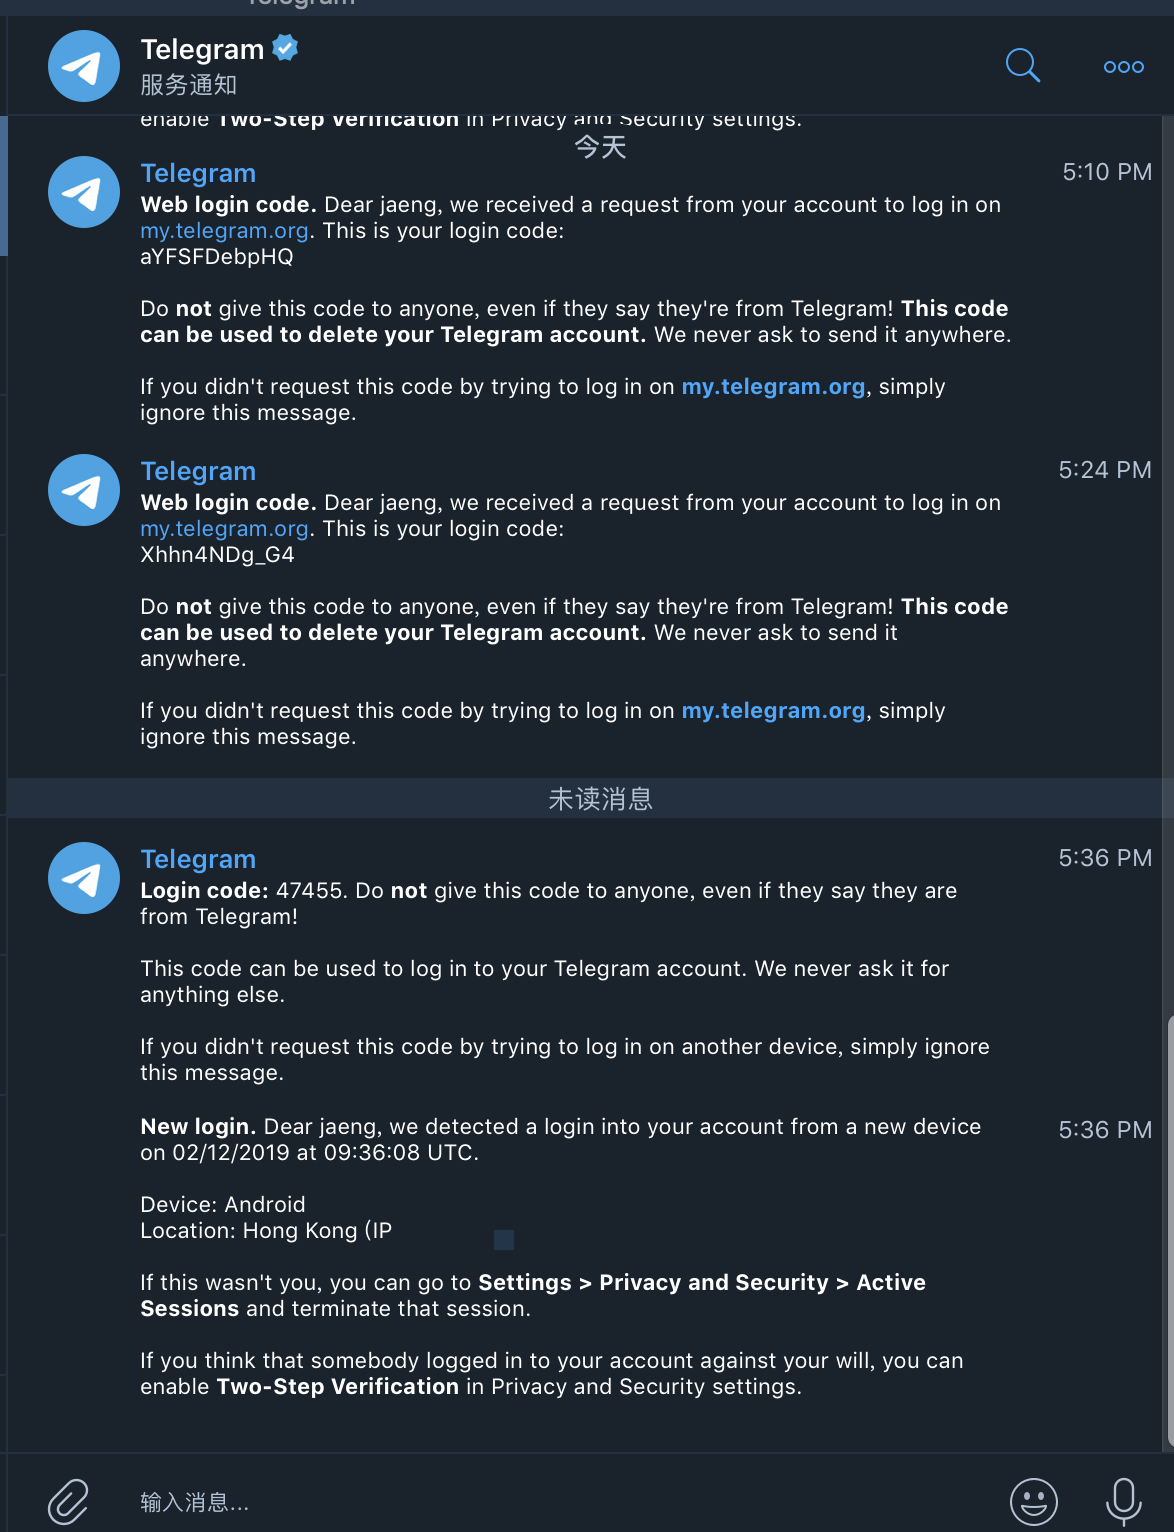 Telegram
Telegram
服务通知
enable Two-Step Verification in Privacy and Security settings.
今天
Telegram 5:10 PM
Web login code. Dear jaeng, we received a request from your account to log in on
my.telegram.org. This is your login code:
aYFSFDebpHQ
Do not give this code to anyone, even if they say they're from Telegram! This code
can be used to delete your Telegram account. We never ask to send it anywhere.
If you didn't request this code by trying to log in on my.telegram.org, simply
ignore this message.
Telegram 5:24 PM
Web login code. Dear jaeng, we received a request from your account to log in on
my.telegram.org. This is your login code:
Xhhn4NDg_G4
Do not give this code to anyone, even if they say they're from Telegram! This code
can be used to delete your Telegram account. We never ask to send it
anywhere.
If you didn't request this code by trying to log in on my.telegram.org, simply
ignore this message.
未读消息
Telegram 5:36 PM
Login code: 47455. Do not give this code to anyone, even if they say they are
from Telegram!
This code can be used to log in to your Telegram account. We never ask it for
anything else.
If you didn't request this code by trying to log in on another device, simply ignore
this message.
New login. Dear jaeng, we detected a login into your account from a new device 5:36 PM
on 02/12/2019 at 09:36:08 UTC.
Device: Android
Location: Hong Kong (IP
If this wasn't you, you can go to Settings > Privacy and Security > Active
Sessions and terminate that session.
If you think that somebody logged in to your account against your will, you can
enable Two-Step Verification in Privacy and Security settings.
输入消息...